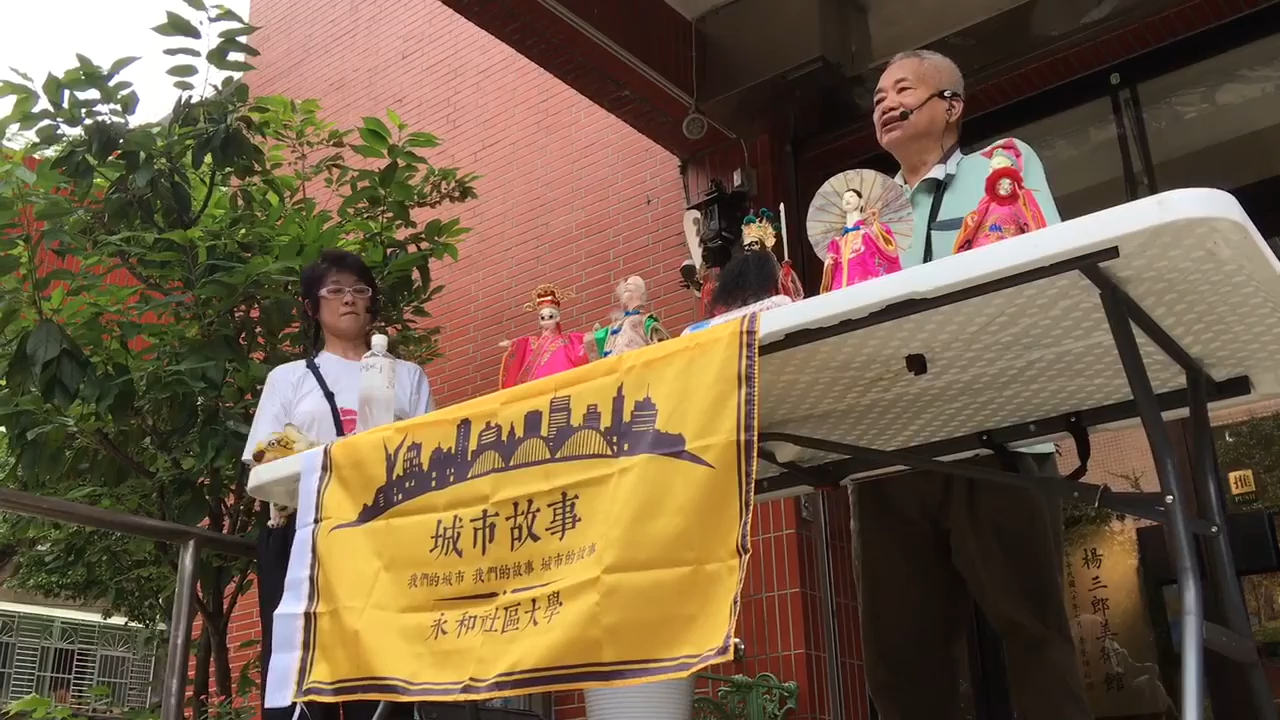 城市故事
我們的城市 我們的故事 城市的故事
永和社區大學
推
PUSH
楊三郎美術館